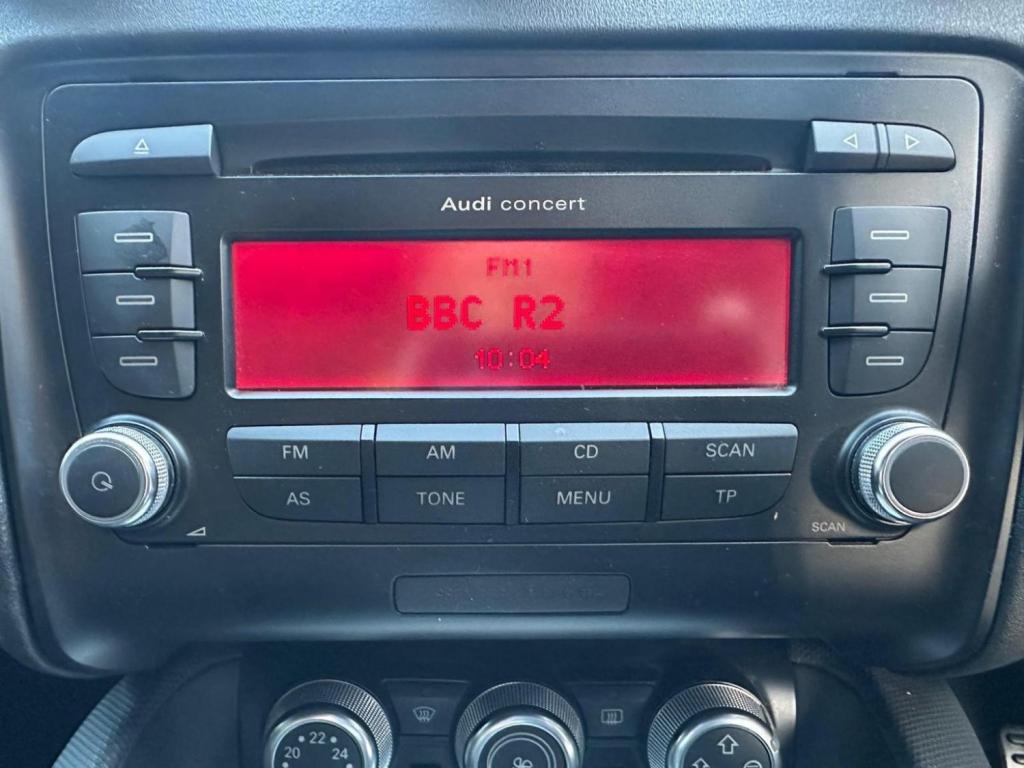 Audi concert
FM1
BBC R2
10:04
FM AM CD SCAN
AS TONE MENU TP
SCAN
20 22 24